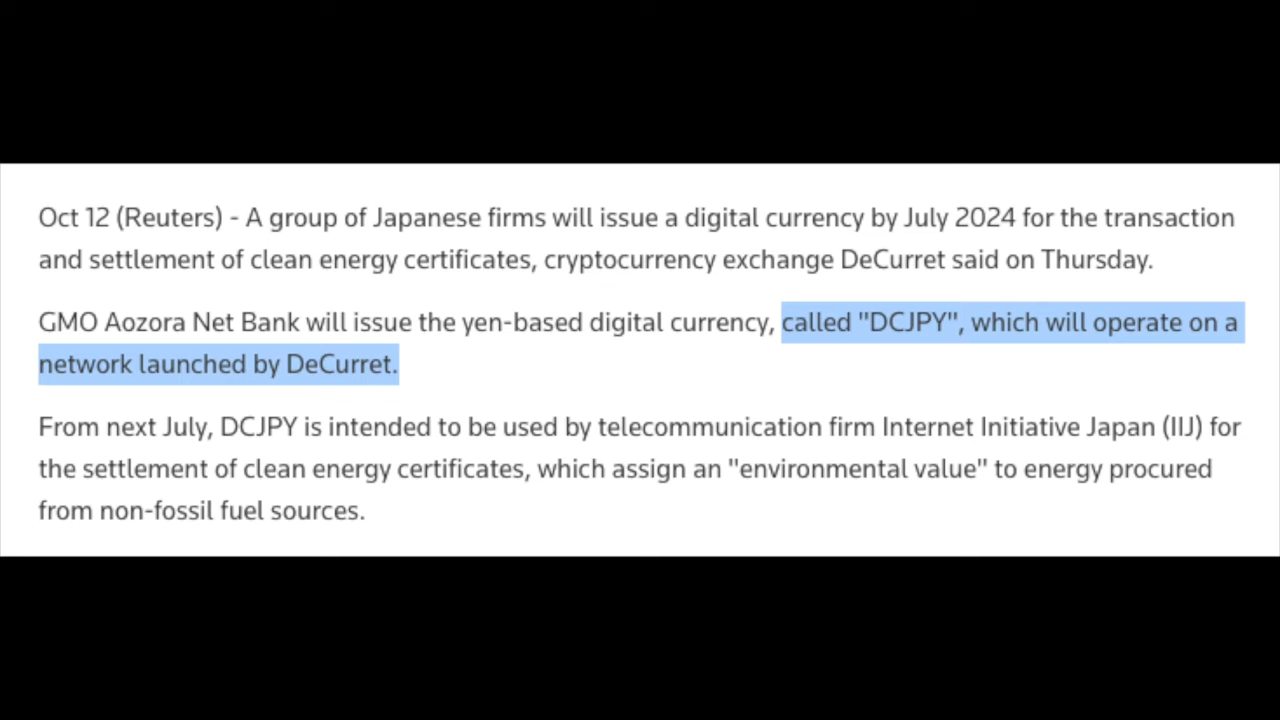 Oct 12 (Reuters) - A group of Japanese firms will issue a digital currency by July 2024 for the transaction
and settlement of clean energy certificates, cryptocurrency exchange DeCurret said on Thursday.
GMO Aozora Net Bank will issue the yen-based digital currency, called "DCJPY", which will operate on a
network launched by DeCurret.
From next July, DCJPY is intended to be used by telecommunication firm Internet Initiative Japan (IIJ) for
the settlement of clean energy certificates, which assign an "environmental value" to energy procured
from non-fossil fuel sources.